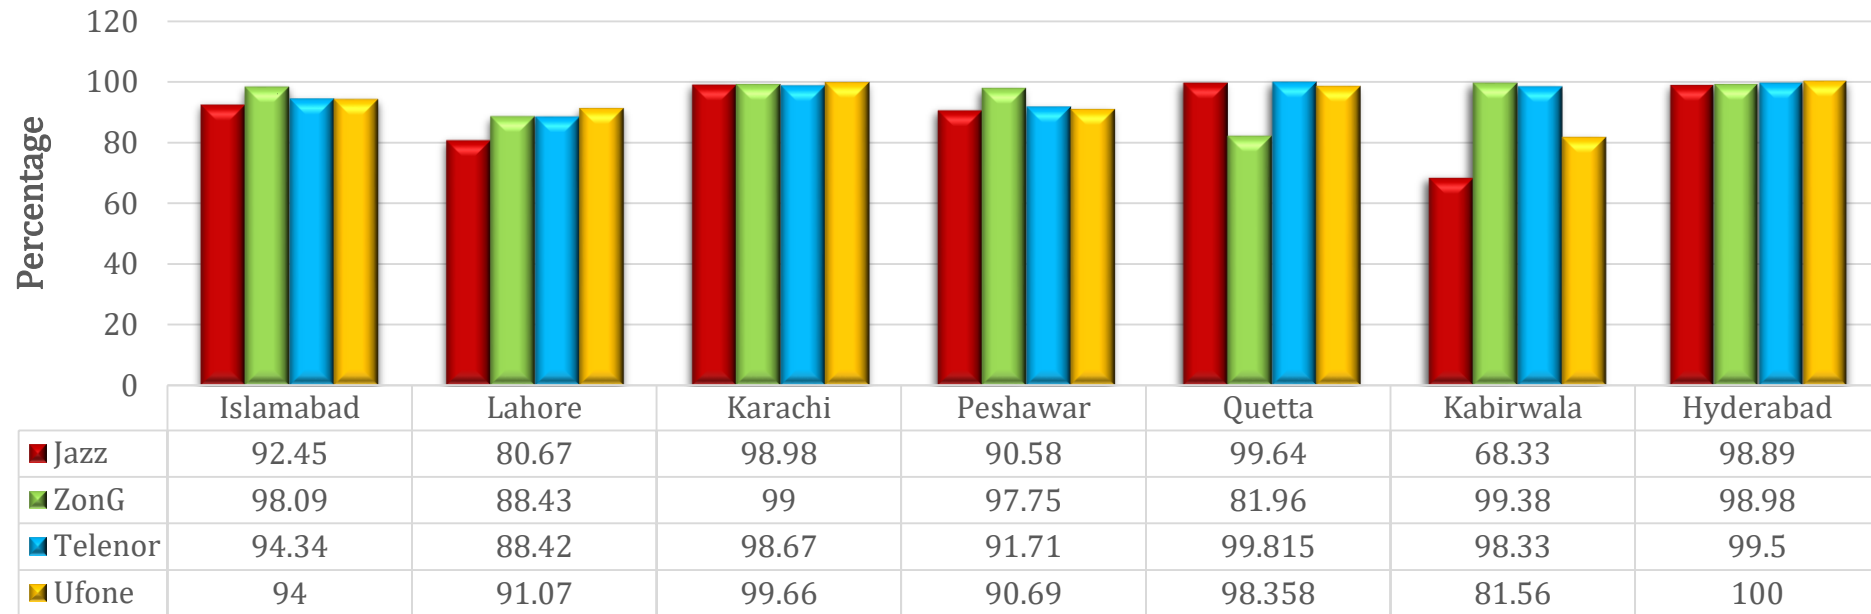 120
100
80
60
40
20
0
Percentage
Islamabad Lahore Karachi Peshawar Quetta Kabirwala Hyderabad
Jazz 92.45 80.67 98.98 90.58 99.64 68.33 98.89
ZonG 98.09 88.43 99 97.75 81.96 99.38 98.98
Telenor 94.34 88.42 98.67 91.71 99.815 98.33 99.5
Ufone 94 91.07 99.66 90.69 98.358 81.56 100